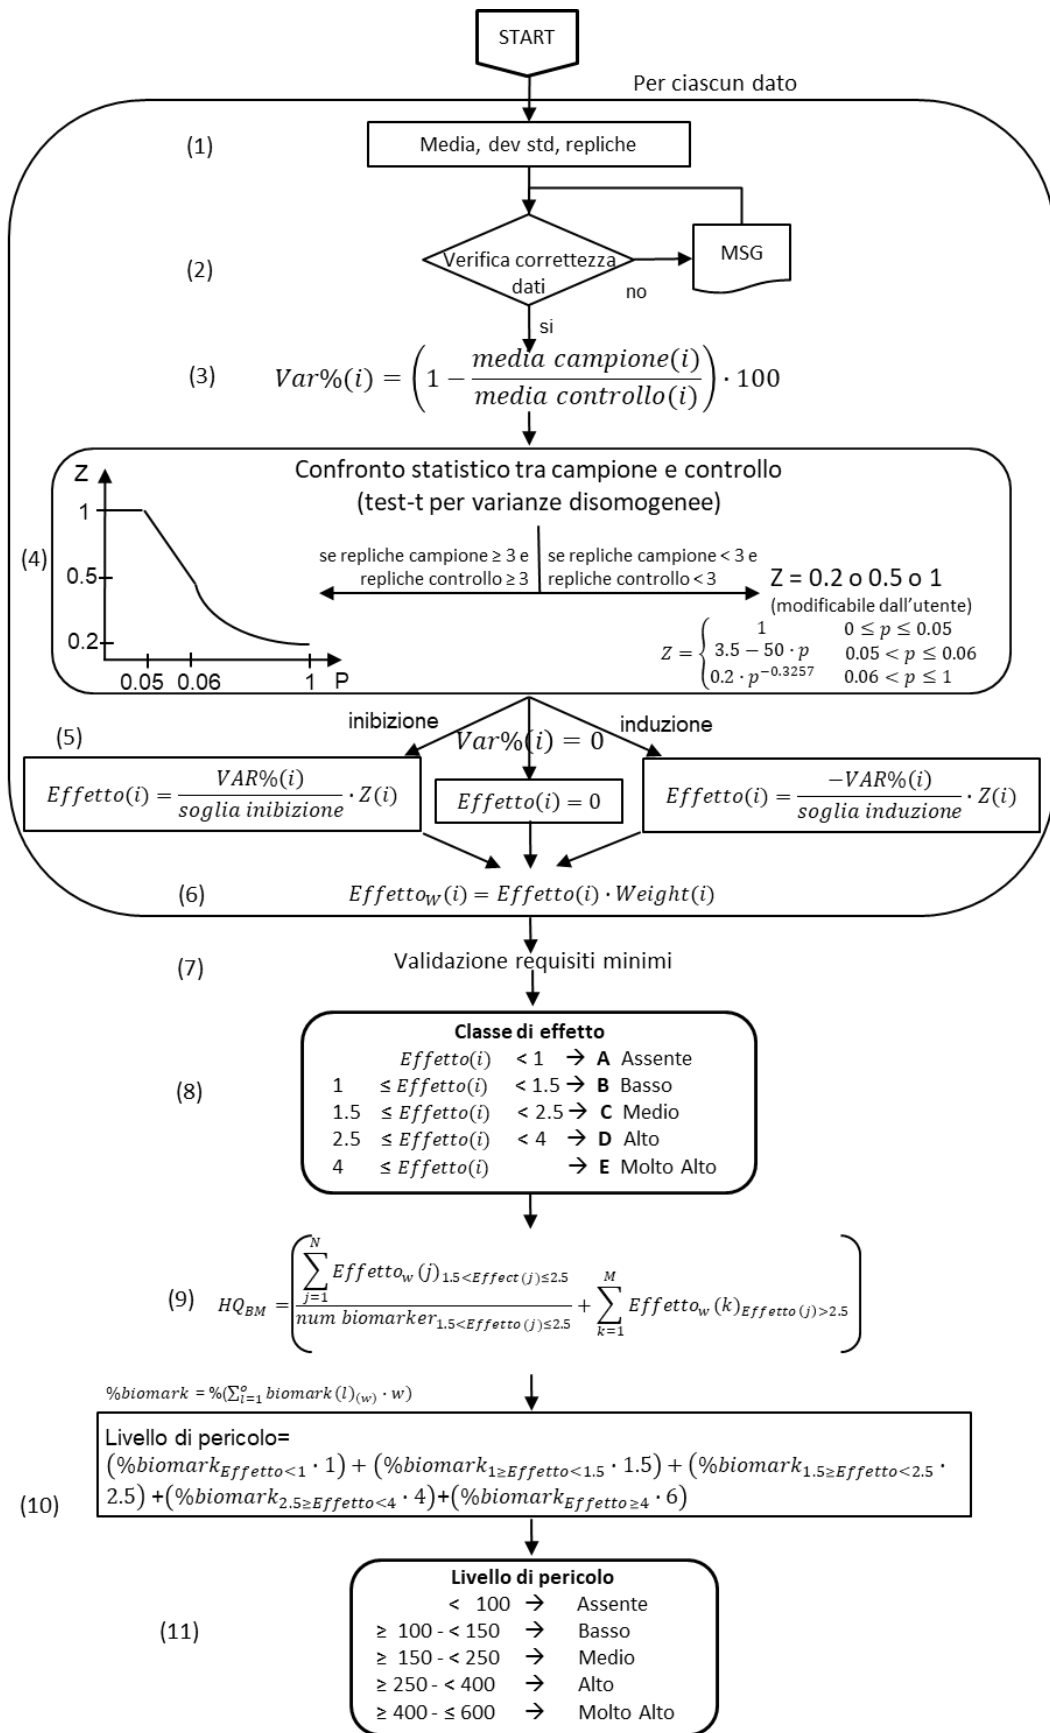 START
Per ciascun dato
(1)
Media, dev std, repliche
(2)
Verifica correttezza
dati
MSG
no
si
(3)
Var%(i) = (1 − media campione(i) / media controllo(i)) · 100
(4)
Confronto statistico tra campione e controllo
(test-t per varianze disomogenee)
Z
1
0.5
0.2
0.05 0.06 1 P
se repliche campione ≥ 3 e
repliche controllo ≥ 3
se repliche campione < 3 e
repliche controllo < 3
Z = 0.2 o 0.5 o 1
(modificabile dall'utente)
Z = { 1 0 ≤ p ≤ 0.05
3.5 − 50 · p 0.05 < p ≤ 0.06
0.2 · p^−0.3257 0.06 < p ≤ 1
inibizione
Var%(i) = 0
induzione
(5)
Effetto(i) = VAR%(i) / soglia inibizione · Z(i)
Effetto(i) = 0
Effetto(i) = −VAR%(i) / soglia induzione · Z(i)
(6)
Effetto_W(i) = Effetto(i) · Weight(i)
(7)
Validazione requisiti minimi
(8)
Classe di effetto
Effetto(i) < 1 → A Assente
1 ≤ Effetto(i) < 1.5 → B Basso
1.5 ≤ Effetto(i) < 2.5 → C Medio
2.5 ≤ Effetto(i) < 4 → D Alto
4 ≤ Effetto(i) → E Molto Alto
(9)
HQ_BM = ( ∑_{j=1}^{N} Effetto_w(j)_{1.5<Effect(j)≤2.5} / num biomarker_{1.5<Effetto(j)≤2.5} + ∑_{k=1}^{M} Effetto_w(k)_{Effetto(j)>2.5} )
%biomark = %(∑_{l=1}^{o} biomark(l)_(w) · w)
(10)
Livello di pericolo=
(%biomark_{Effetto<1} · 1) + (%biomark_{1≥Effetto<1.5} · 1.5) + (%biomark_{1.5≥Effetto<2.5} ·
2.5) +(%biomark_{2.5≥Effetto<4} · 4)+(%biomark_{Effetto≥4} · 6)
(11)
Livello di pericolo
< 100 → Assente
≥ 100 - < 150 → Basso
≥ 150 - < 250 → Medio
≥ 250 - < 400 → Alto
≥ 400 - ≤ 600 → Molto Alto